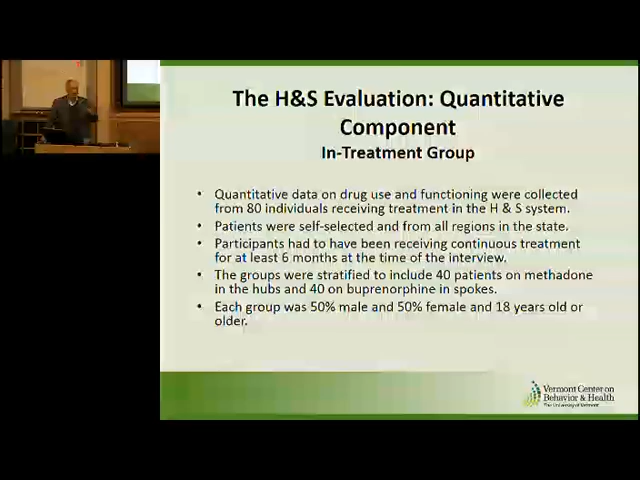 The H&S Evaluation: Quantitative
Component
In-Treatment Group
• Quantitative data on drug use and functioning were collected
from 80 individuals receiving treatment in the H & S system.
• Patients were self-selected and from all regions in the state.
• Participants had to have been receiving continuous treatment
for at least 6 months at the time of the interview.
• The groups were stratified to include 40 patients on methadone
in the hubs and 40 on buprenorphine in spokes.
• Each group was 50% male and 50% female and 18 years old or
older.
Vermont Center on
Behavior & Health
The University of Vermont